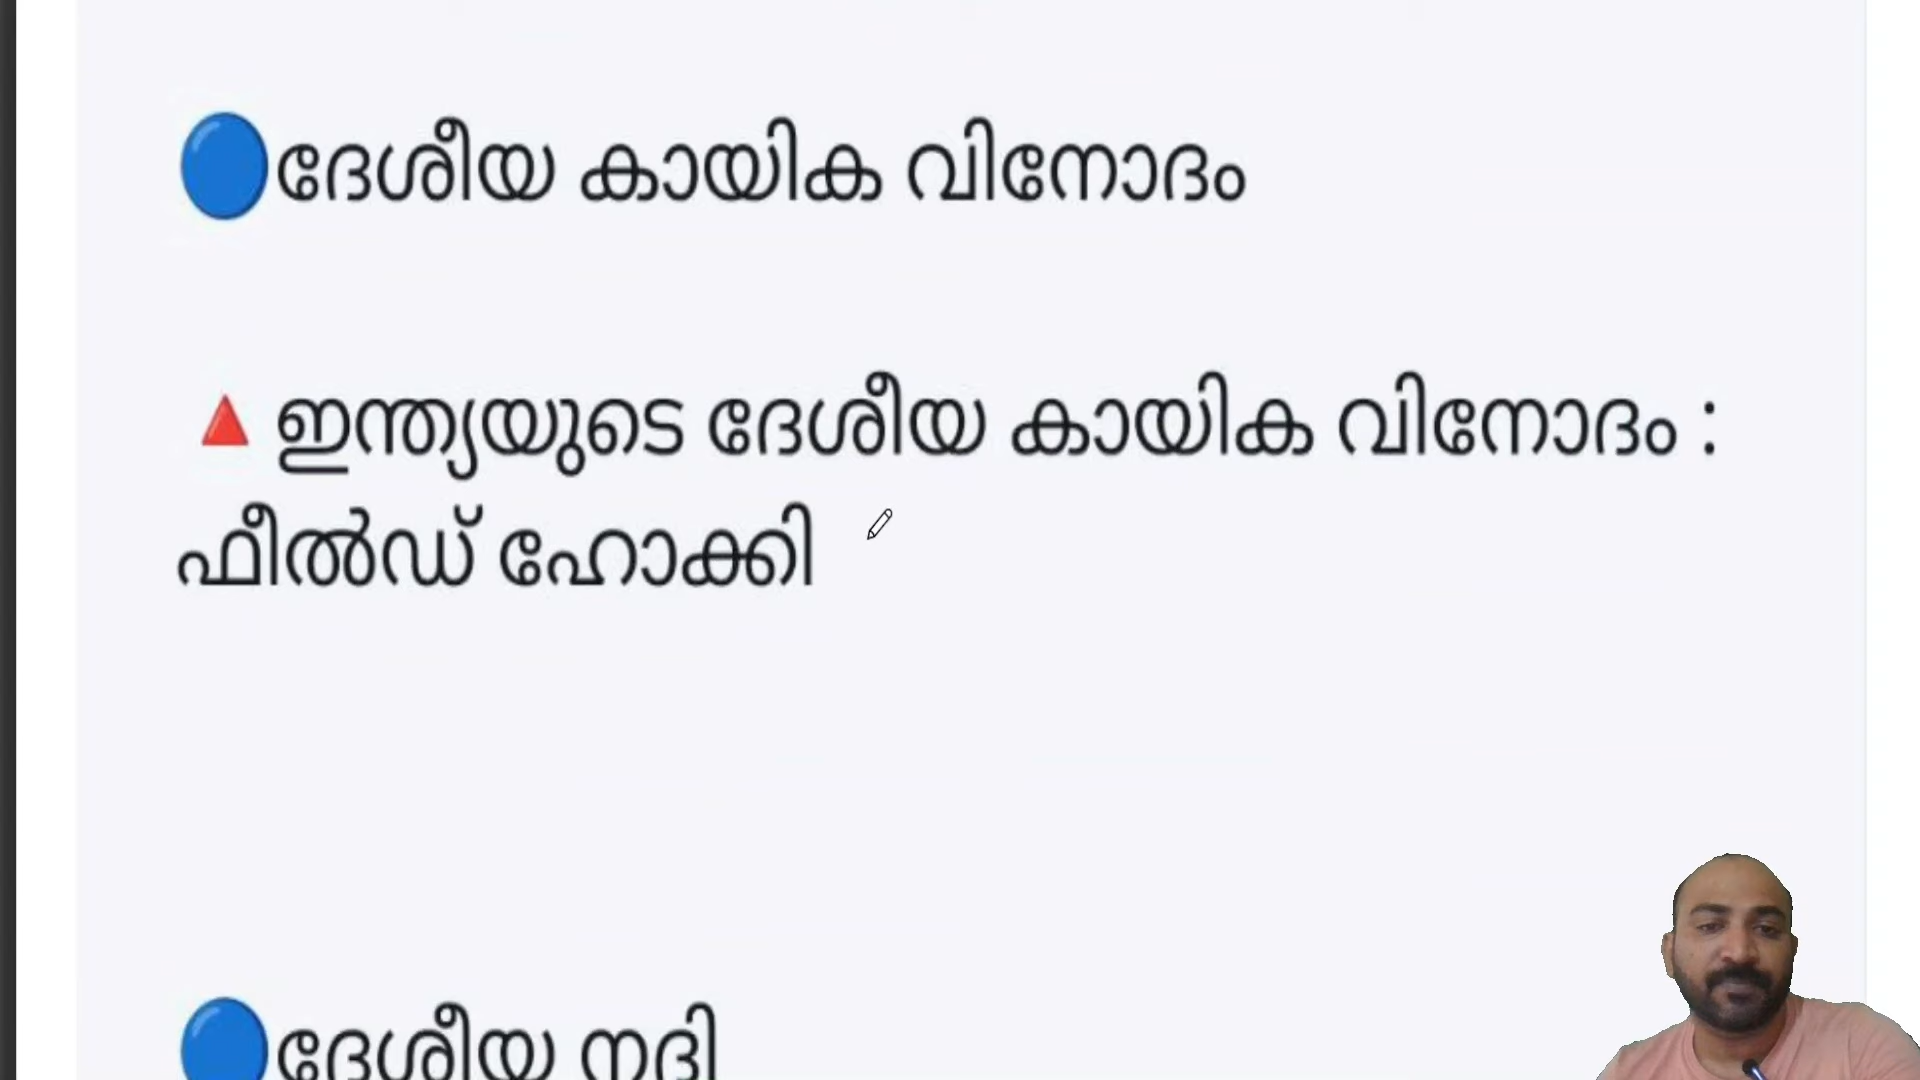 🔵ദേശീയ കായിക വിനോദം
🔺ഇന്ത്യയുടെ ദേശീയ കായിക വിനോദം :
ഫീൽഡ് ഹോക്കി
🔵ദേശീയ നദി